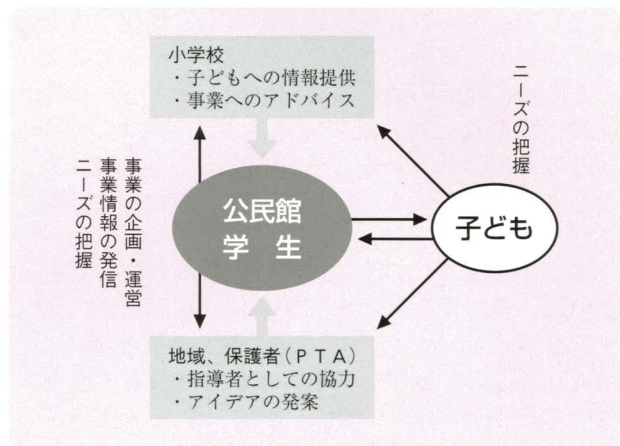 小学校
・子どもへの情報提供
・事業へのアドバイス
ニーズの把握
事業の企画・運営
事業情報の発信
ニーズの把握
公民館
学　生
子ども
地域、保護者(ＰＴＡ)
・指導者としての協力
・アイデアの発案